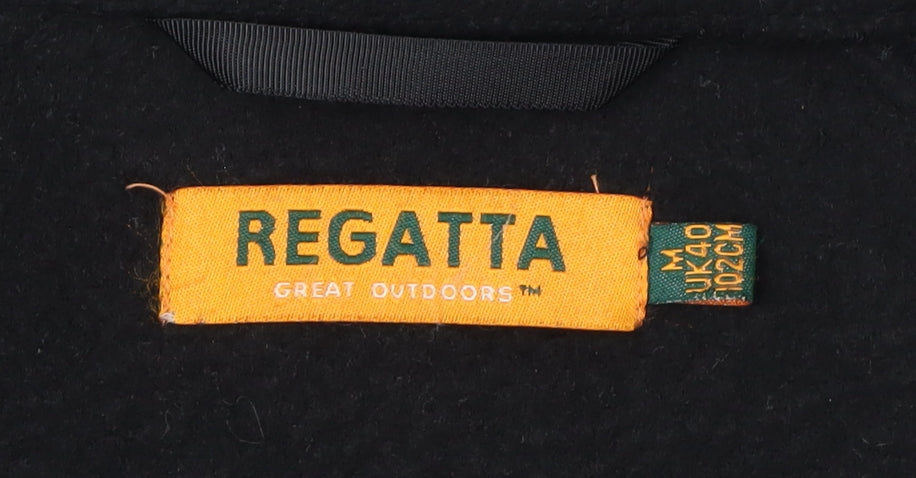 REGATTA
GREAT OUTDOORS™
M
UK40
102CM